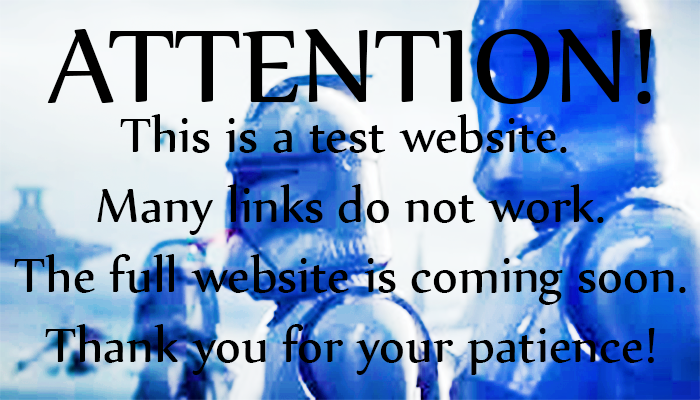 ATTENTION!
This is a test website.
Many links do not work.
The full website is coming soon.
Thank you for your patience!